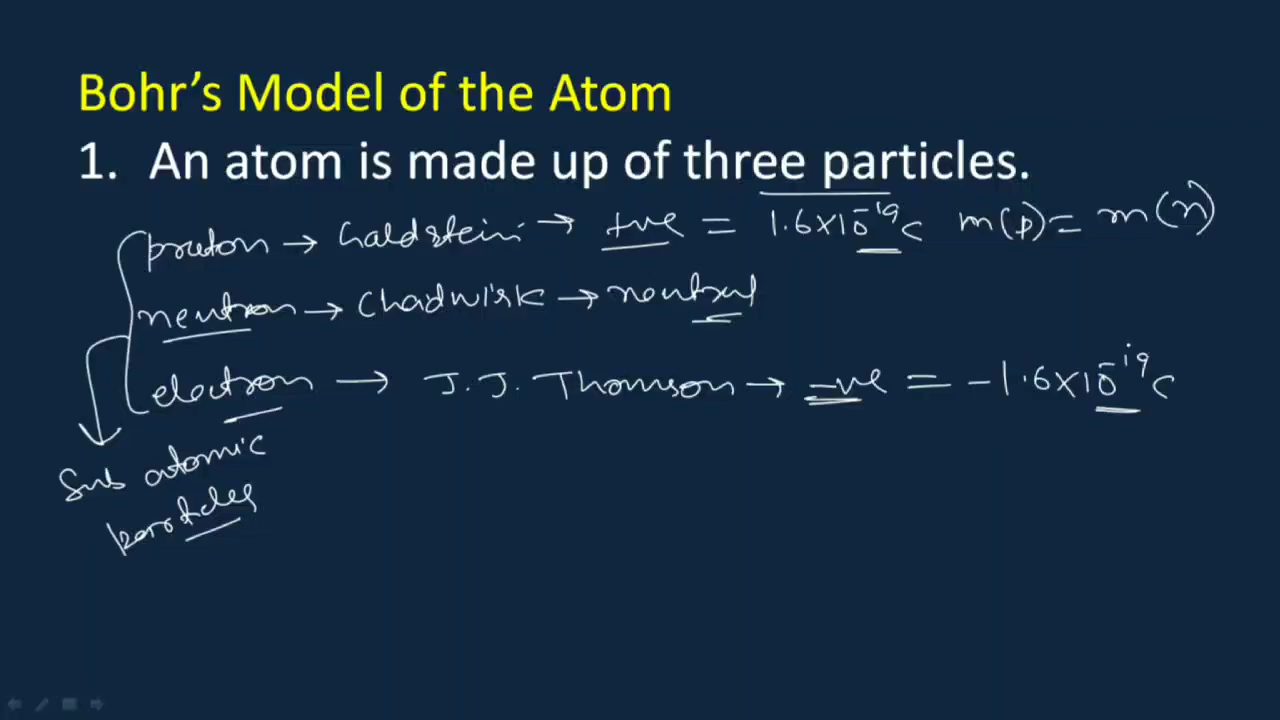 Bohr's Model of the Atom
1. An atom is made up of three particles.
proton → Goldstein → +ve = 1.6×10⁻¹⁹ C m(p) = m(n)
neutron → Chadwick → neutral
electron → J.J. Thomson → -ve = -1.6×10⁻¹⁹ C
Sub atomic
particles